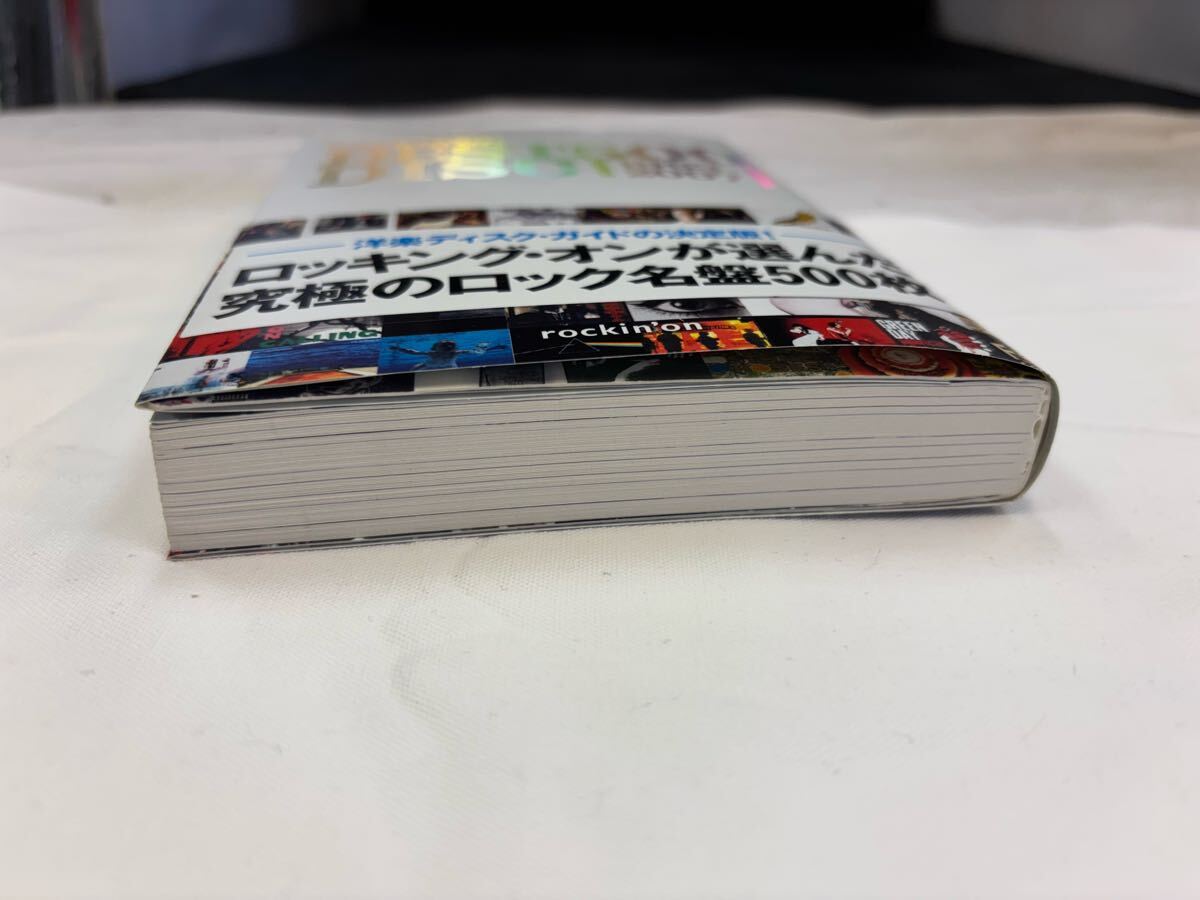 洋楽ディスク・ガイドの決定版!
ロッキング・オンが選んだ
究極のロック名盤500枚
rockin'on
GREEN DAY